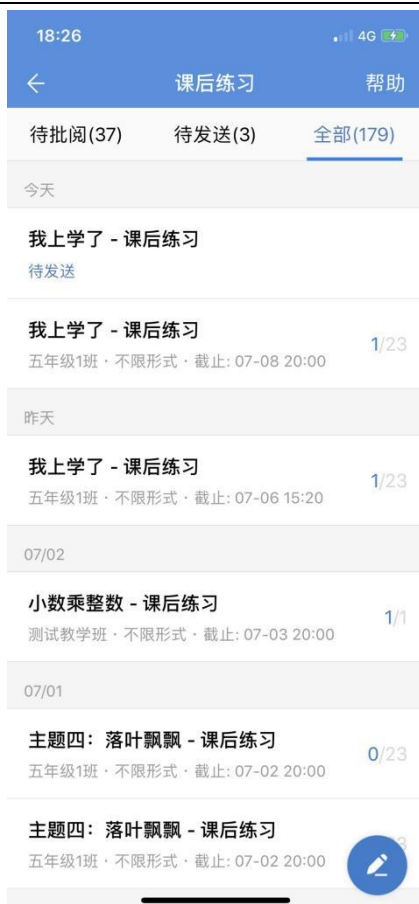 18:26
4G
课后练习
帮助
待批阅(37)
待发送(3)
全部(179)
今天
我上学了 - 课后练习
待发送
我上学了 - 课后练习
1/23
五年级1班 · 不限形式 · 截止: 07-08 20:00
昨天
我上学了 - 课后练习
1/23
五年级1班 · 不限形式 · 截止: 07-06 15:20
07/02
小数乘整数 - 课后练习
1/1
测试教学班 · 不限形式 · 截止: 07-03 20:00
07/01
主题四：落叶飘飘 - 课后练习
0/23
五年级1班 · 不限形式 · 截止: 07-02 20:00
主题四：落叶飘飘 - 课后练习
五年级1班 · 不限形式 · 截止: 07-02 20:00